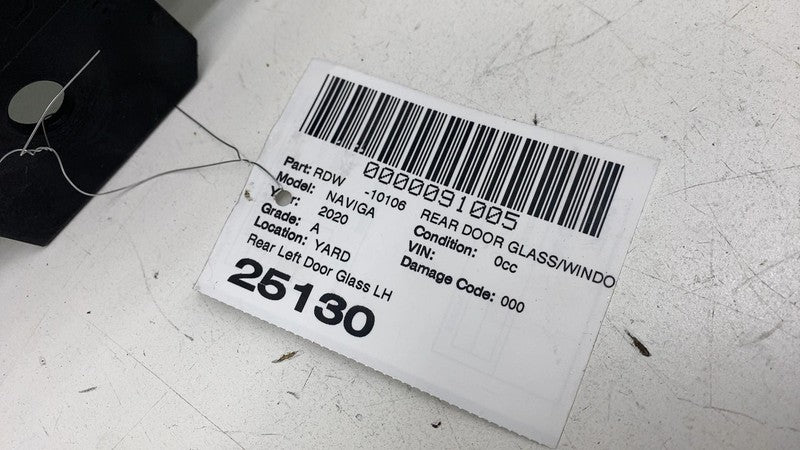 0000091005
Part: RDW -10106 REAR DOOR GLASS/WINDO
Model: NAVIGA Condition: 0cc
Year: 2020 VIN:
Grade: A Damage Code: 000
Location: YARD
Rear Left Door Glass LH
25130